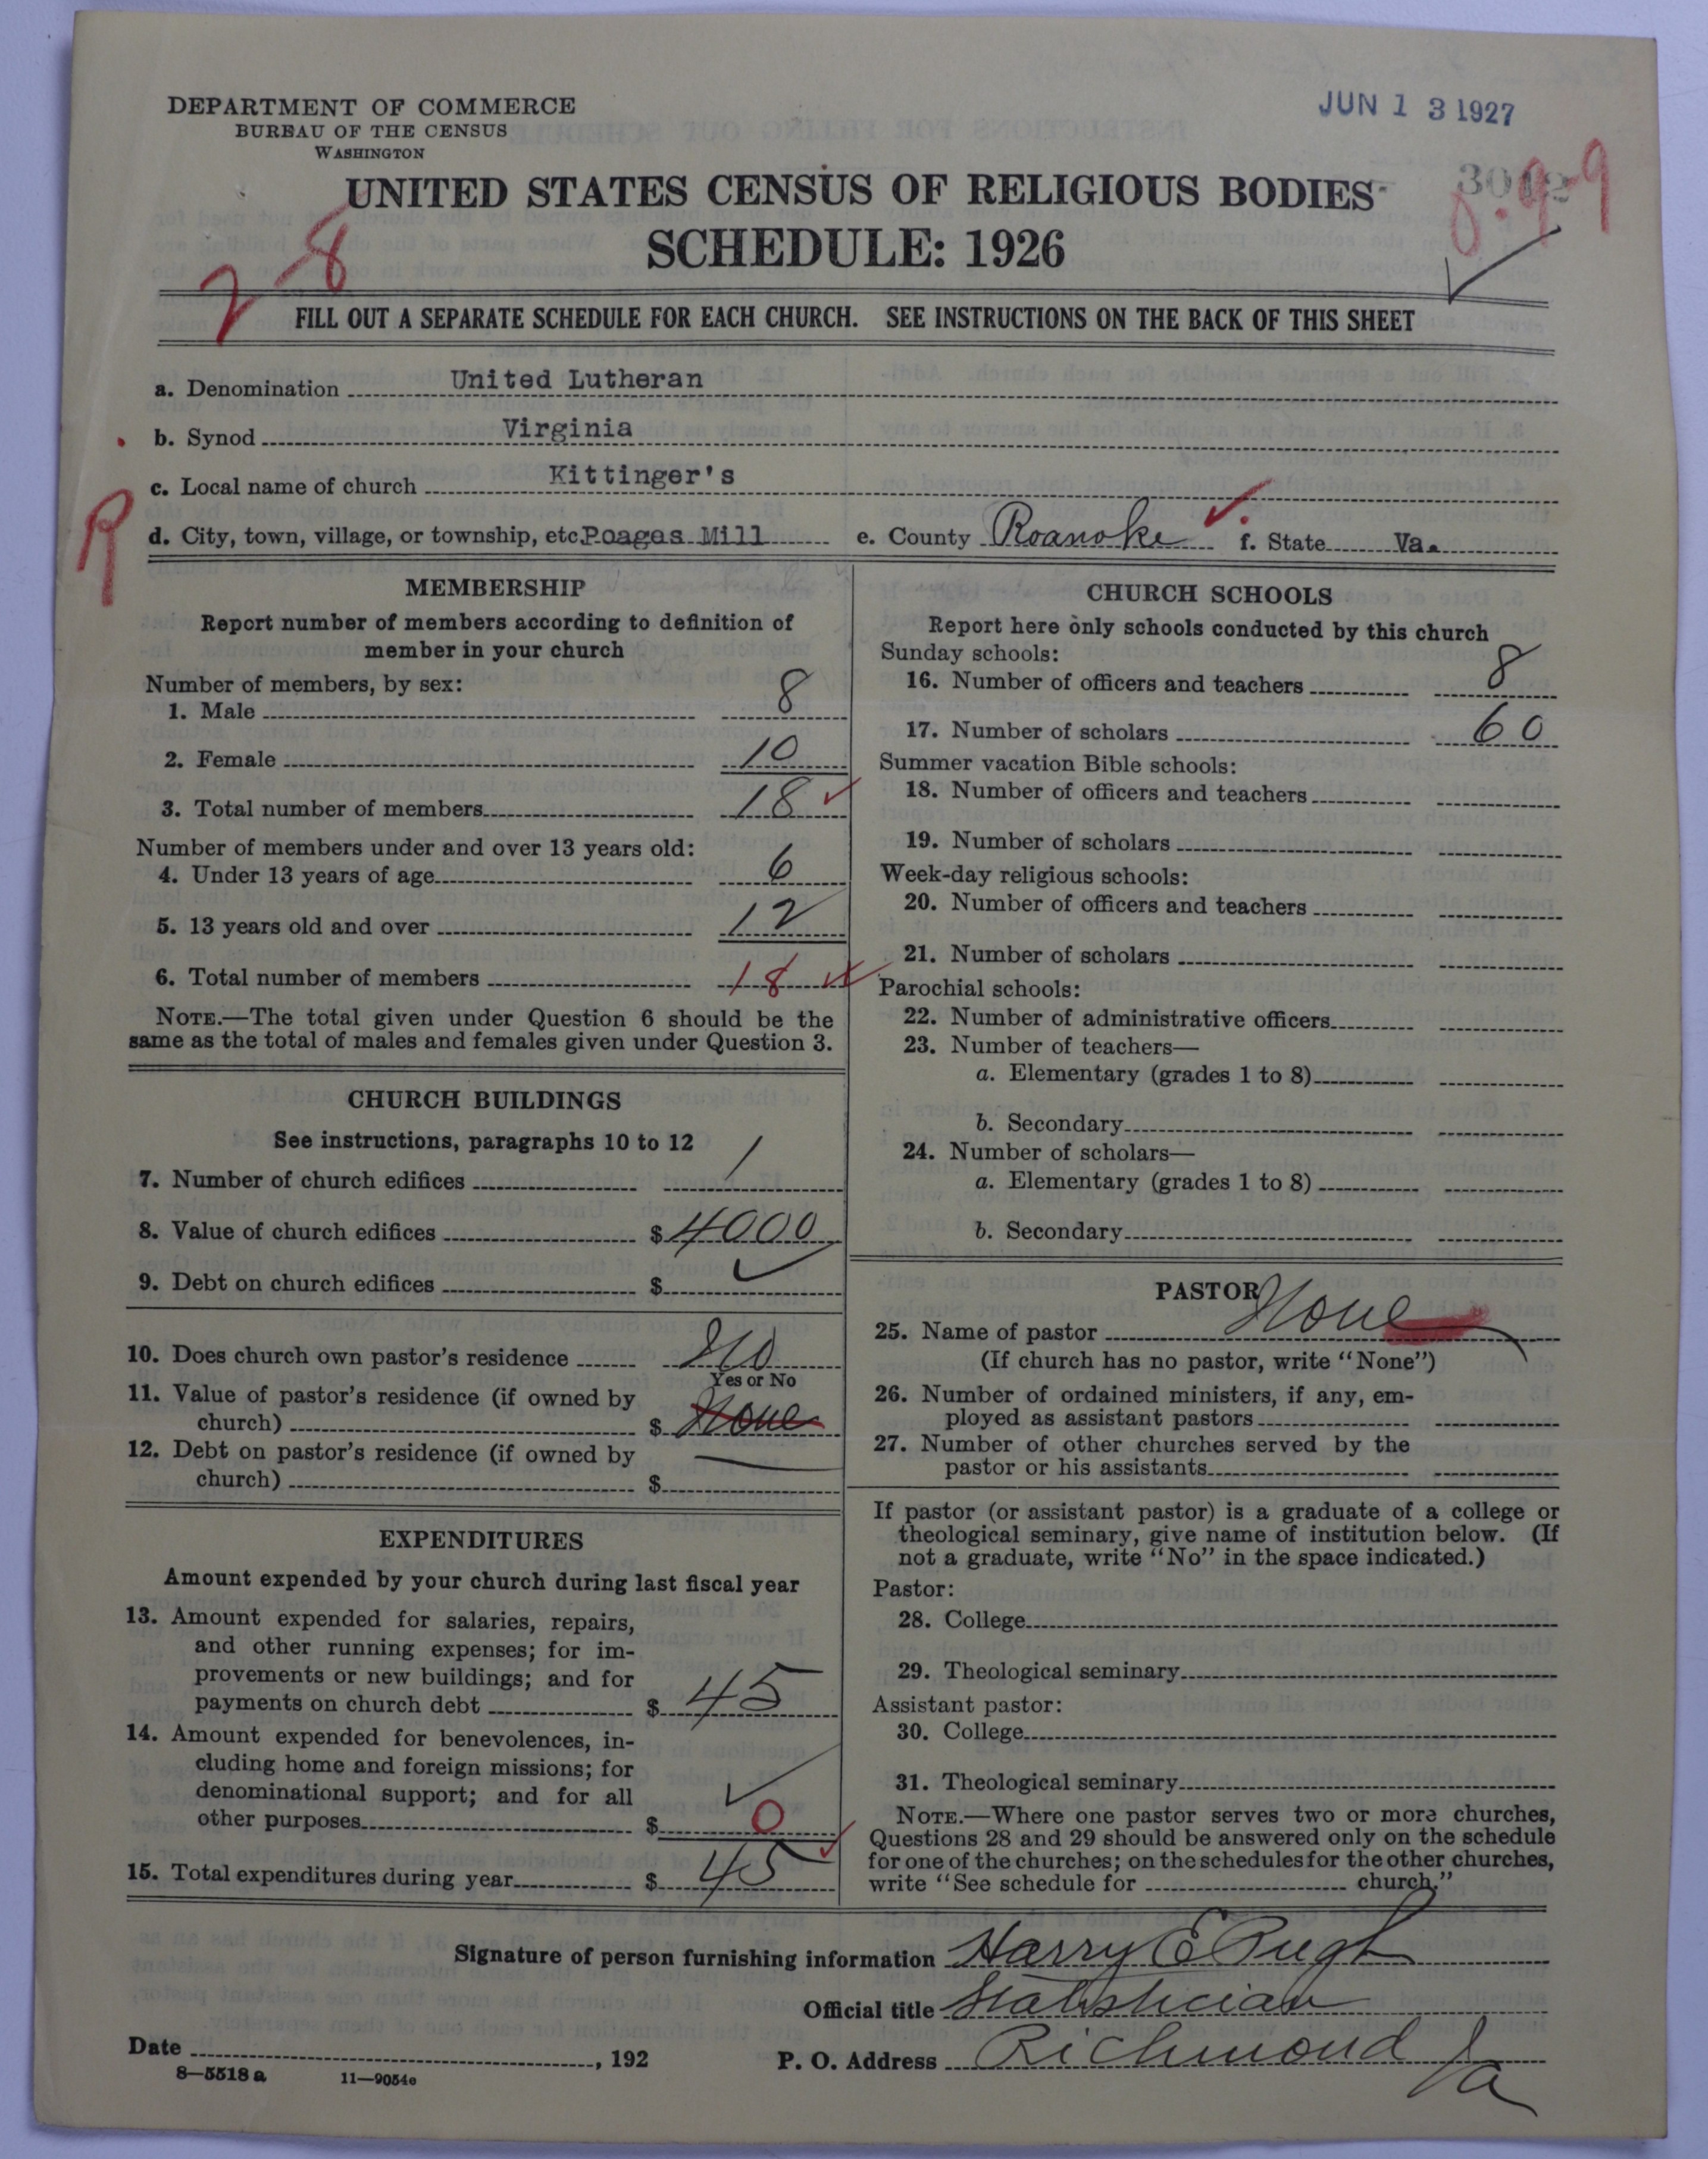 DEPARTMENT OF COMMERCE
BUREAU OF THE CENSUS
WASHINGTON
JUN 13 1927
UNITED STATES CENSUS OF RELIGIOUS BODIES
SCHEDULE: 1926
28
FILL OUT A SEPARATE SCHEDULE FOR EACH CHURCH. SEE INSTRUCTIONS ON THE BACK OF THIS SHEET
a. Denomination United Lutheran
b. Synod Virginia
c. Local name of church Kittinger's
R
d. City, town, village, or township, etc. Poages Mill e. County Roanoke f. State Va.
MEMBERSHIP
Report number of members according to definition of
member in your church
Number of members, by sex:
1. Male 8
2. Female 10
3. Total number of members 18
Number of members under and over 13 years old:
4. Under 13 years of age 6
5. 13 years old and over 12
6. Total number of members 18
NOTE.—The total given under Question 6 should be the
same as the total of males and females given under Question 3.
CHURCH BUILDINGS
See instructions, paragraphs 10 to 12
7. Number of church edifices 1
8. Value of church edifices $ 4000
9. Debt on church edifices $
10. Does church own pastor's residence No
Yes or No
11. Value of pastor's residence (if owned by
church) $ None
12. Debt on pastor's residence (if owned by
church) $
EXPENDITURES
Amount expended by your church during last fiscal year
13. Amount expended for salaries, repairs,
and other running expenses; for im-
provements or new buildings; and for
payments on church debt $ 45
14. Amount expended for benevolences, in-
cluding home and foreign missions; for
denominational support; and for all
other purposes $ 0
15. Total expenditures during year $ 45
CHURCH SCHOOLS
Report here only schools conducted by this church
Sunday schools:
16. Number of officers and teachers 8
17. Number of scholars 60
Summer vacation Bible schools:
18. Number of officers and teachers
19. Number of scholars
Week-day religious schools:
20. Number of officers and teachers
21. Number of scholars
Parochial schools:
22. Number of administrative officers
23. Number of teachers—
a. Elementary (grades 1 to 8)
b. Secondary
24. Number of scholars—
a. Elementary (grades 1 to 8)
b. Secondary
PASTOR
25. Name of pastor None
(If church has no pastor, write "None")
26. Number of ordained ministers, if any, em-
ployed as assistant pastors
27. Number of other churches served by the
pastor or his assistants
If pastor (or assistant pastor) is a graduate of a college or
theological seminary, give name of institution below. (If
not a graduate, write "No" in the space indicated.)
Pastor:
28. College
29. Theological seminary
Assistant pastor:
30. College
31. Theological seminary
NOTE.—Where one pastor serves two or more churches,
Questions 28 and 29 should be answered only on the schedule
for one of the churches; on the schedules for the other churches,
write "See schedule for church."
Signature of person furnishing information Harry E Pugh
Official title Statistician
Date , 192 P. O. Address Richmond Va
8—5518 a 11—9054e